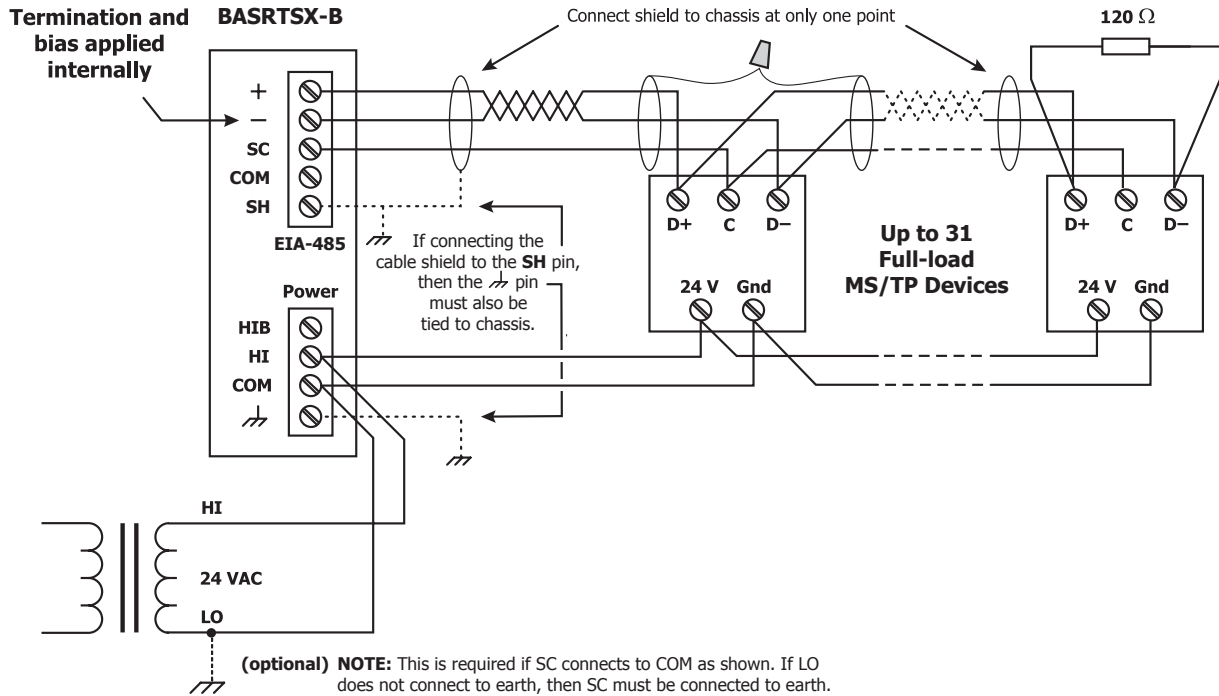 Termination and
bias applied
internally
BASRTSX-B
Connect shield to chassis at only one point
120 Ω
+
−
SC
COM
SH
EIA-485
If connecting the
cable shield to the SH pin,
then the pin
must also be
tied to chassis.
D+ C D−
24 V Gnd
Up to 31
Full-load
MS/TP Devices
D+ C D−
24 V Gnd
Power
HIB
HI
COM
HI
24 VAC
LO
(optional) NOTE: This is required if SC connects to COM as shown. If LO
does not connect to earth, then SC must be connected to earth.